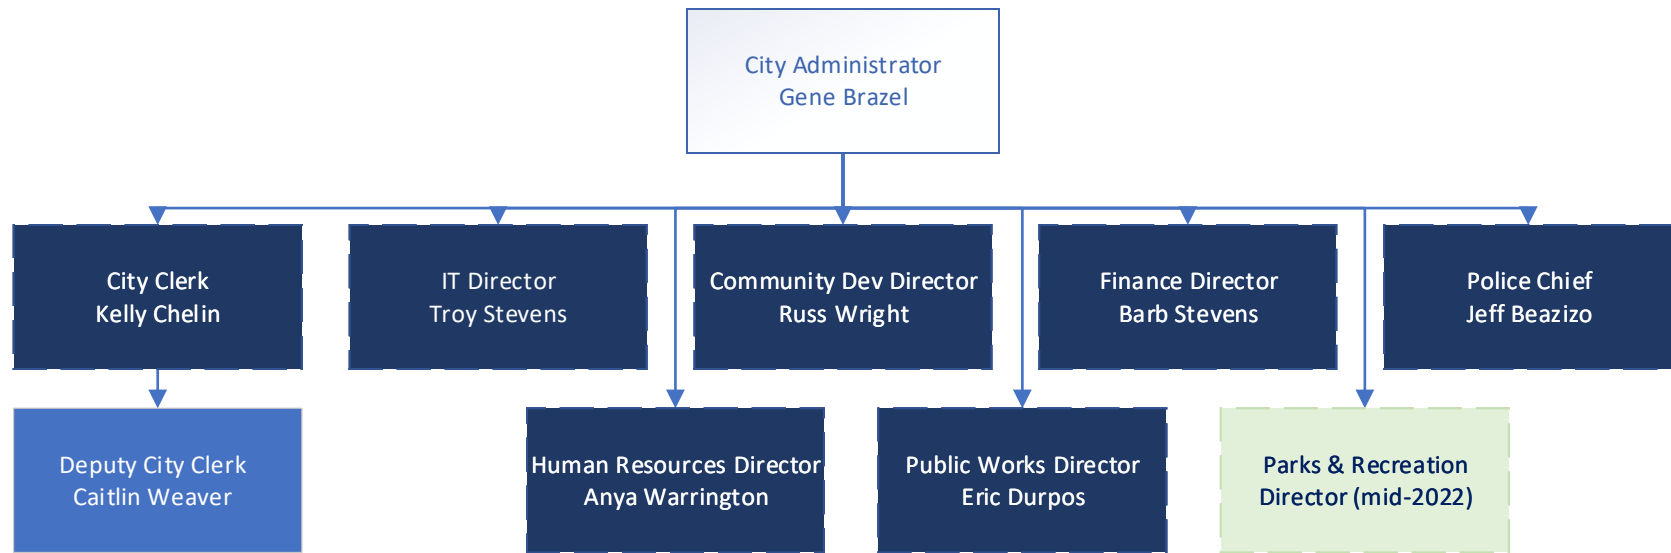 City Administrator
Gene Brazel
City Clerk
Kelly Chelin
IT Director
Troy Stevens
Community Dev Director
Russ Wright
Finance Director
Barb Stevens
Police Chief
Jeff Beazizo
Deputy City Clerk
Caitlin Weaver
Human Resources Director
Anya Warrington
Public Works Director
Eric Durpos
Parks & Recreation
Director (mid-2022)